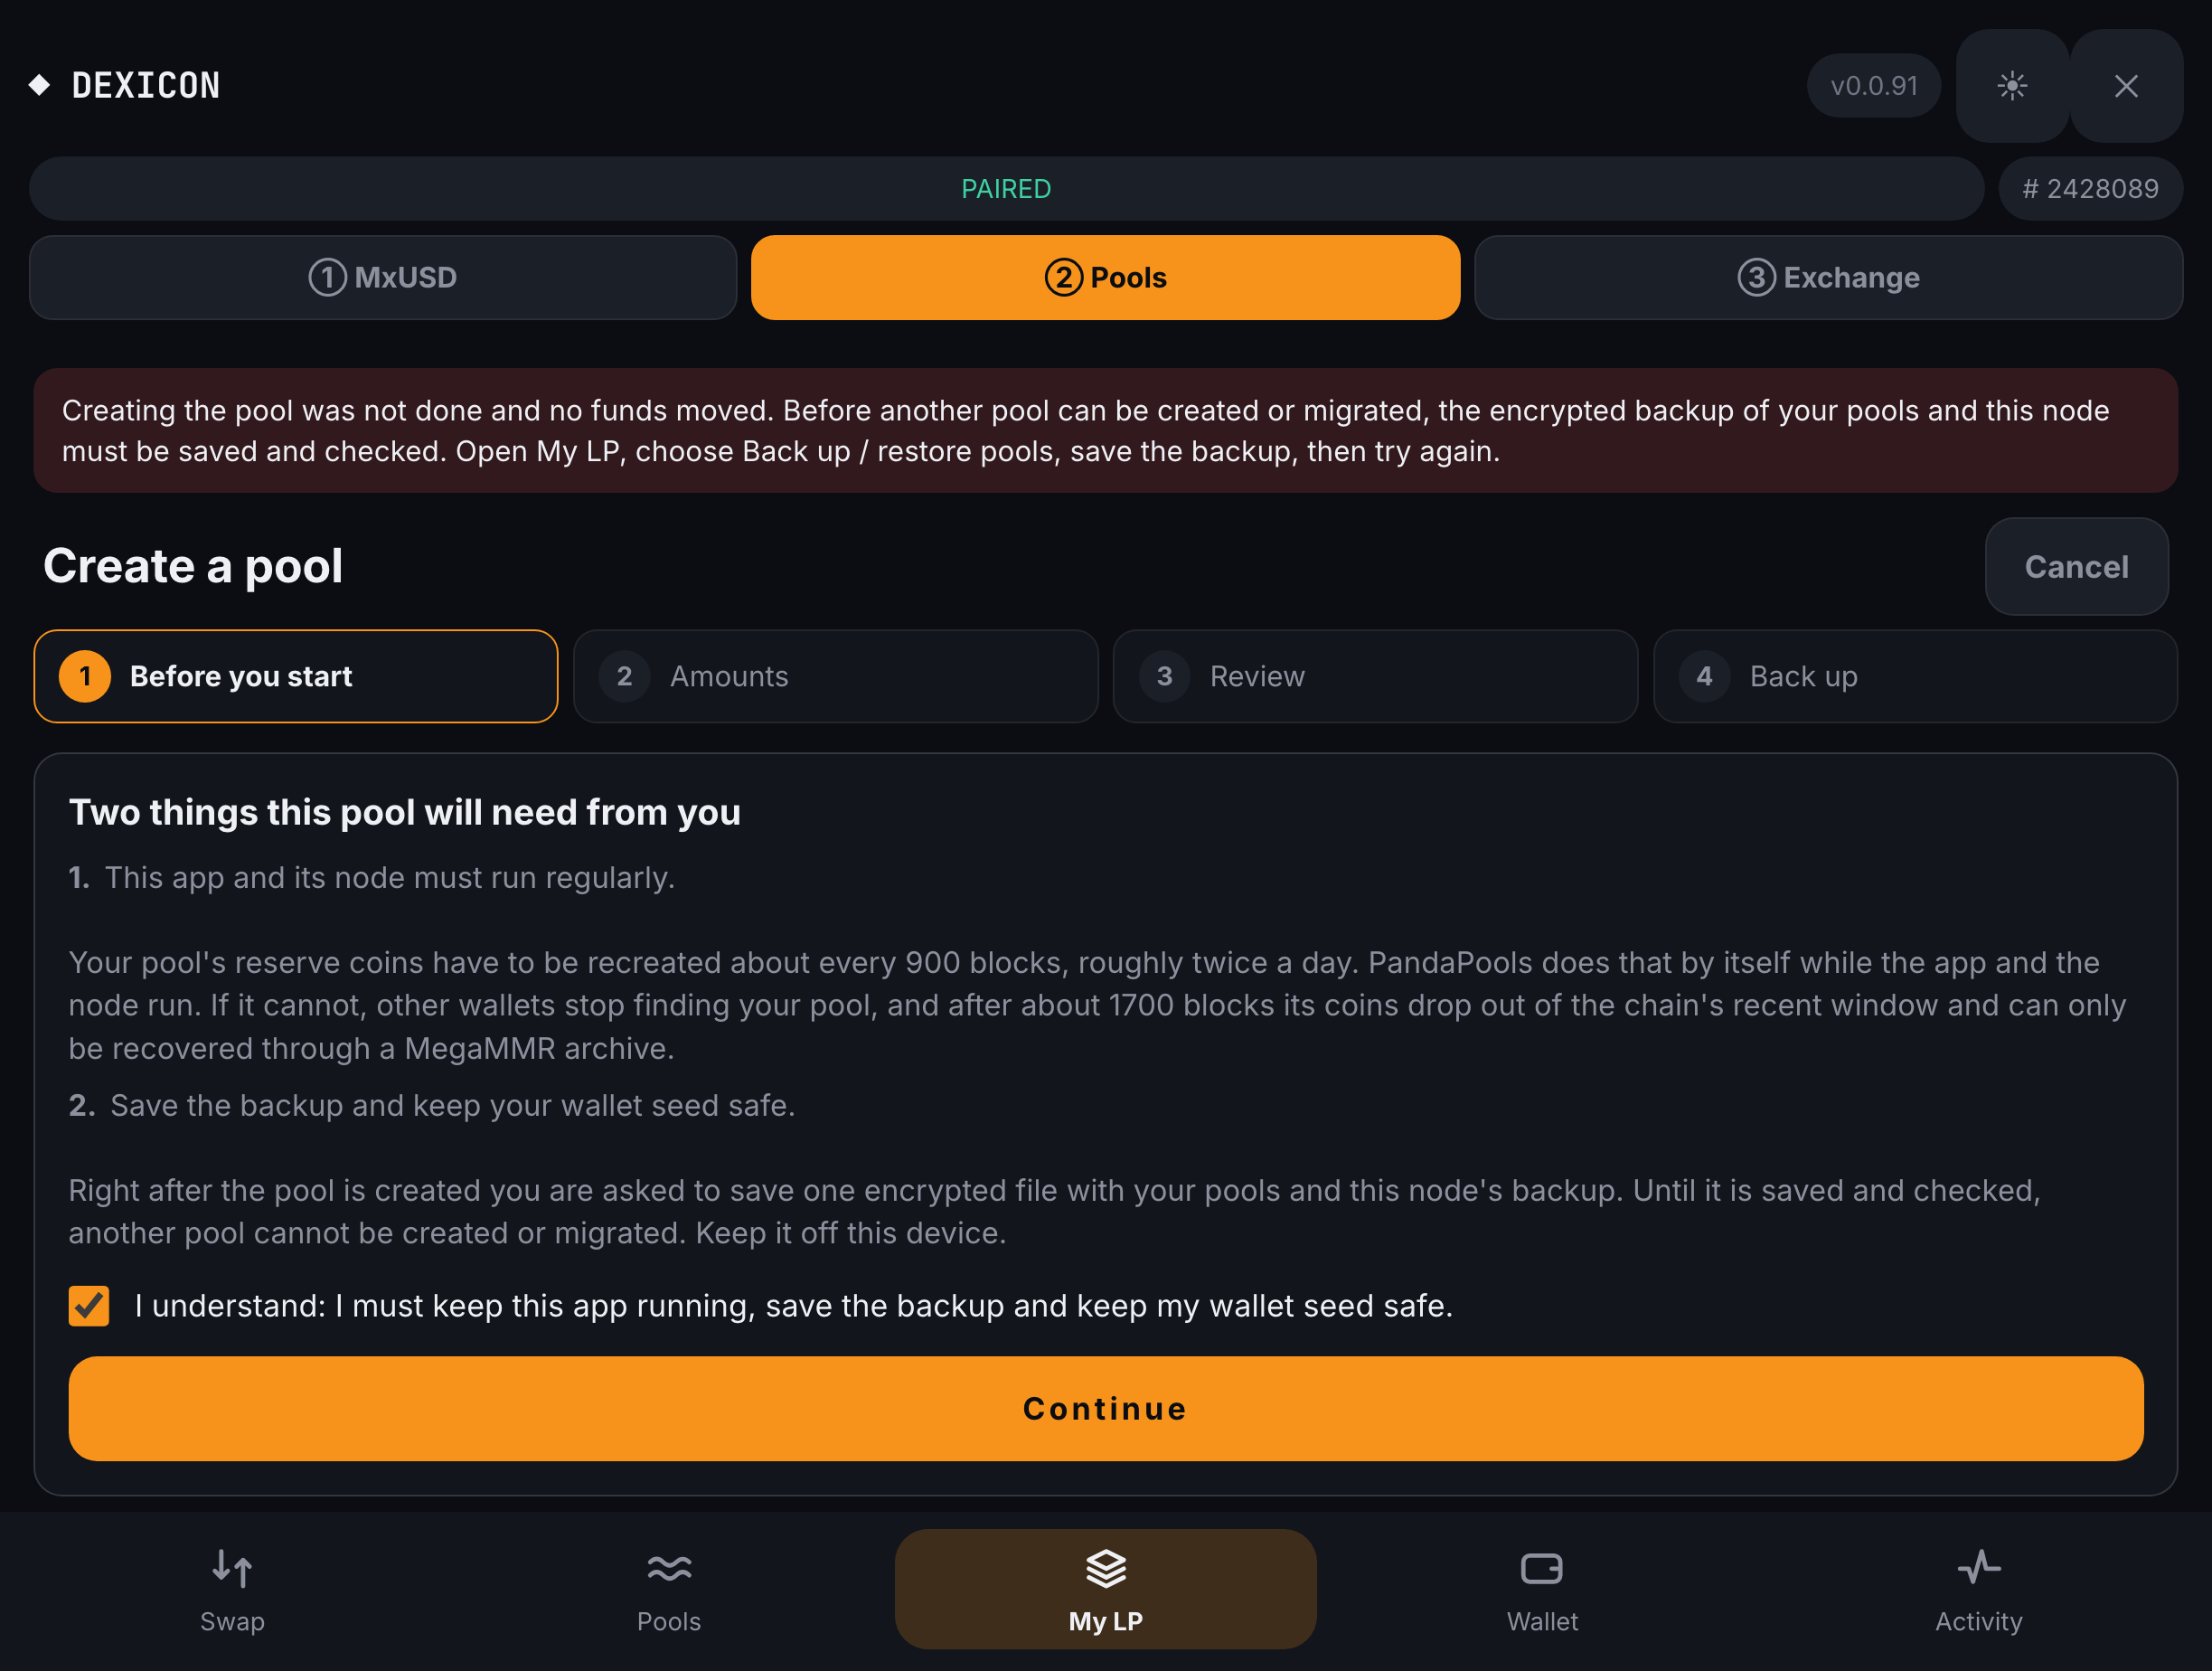 DEXICON
v0.0.91
PAIRED
# 2428089
1 MxUSD
2 Pools
3 Exchange
Creating the pool was not done and no funds moved. Before another pool can be created or migrated, the encrypted backup of your pools and this node
must be saved and checked. Open My LP, choose Back up / restore pools, save the backup, then try again.
Create a pool
Cancel
1 Before you start
2 Amounts
3 Review
4 Back up
Two things this pool will need from you
1. This app and its node must run regularly.
Your pool's reserve coins have to be recreated about every 900 blocks, roughly twice a day. PandaPools does that by itself while the app and the
node run. If it cannot, other wallets stop finding your pool, and after about 1700 blocks its coins drop out of the chain's recent window and can only
be recovered through a MegaMMR archive.
2. Save the backup and keep your wallet seed safe.
Right after the pool is created you are asked to save one encrypted file with your pools and this node's backup. Until it is saved and checked,
another pool cannot be created or migrated. Keep it off this device.
I understand: I must keep this app running, save the backup and keep my wallet seed safe.
Continue
Swap
Pools
My LP
Wallet
Activity